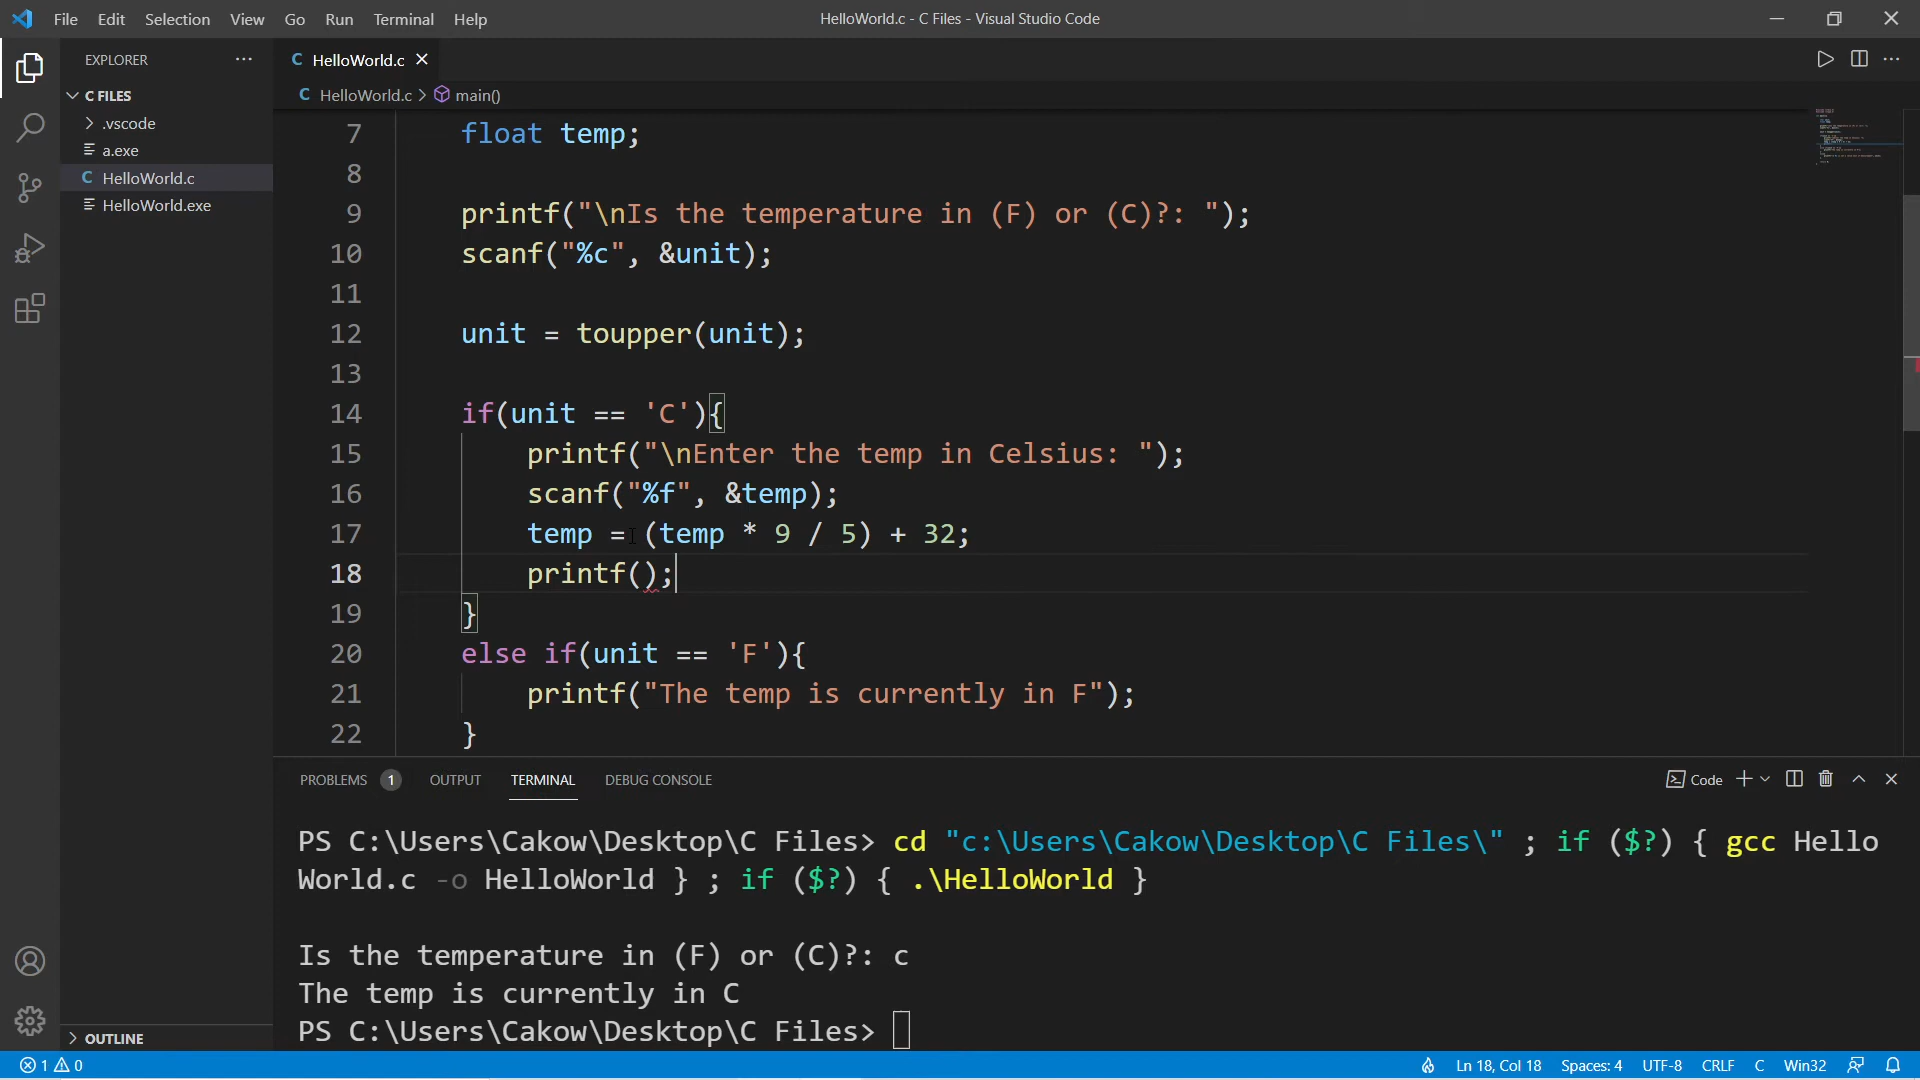 File Edit Selection View Go Run Terminal Help
HelloWorld.c - C Files - Visual Studio Code
EXPLORER
C FILES
.vscode
a.exe
C HelloWorld.c
HelloWorld.exe
OUTLINE
C HelloWorld.c
C HelloWorld.c > main()
7 float temp;
8
9 printf("\nIs the temperature in (F) or (C)?: ");
10 scanf("%c", &unit);
11
12 unit = toupper(unit);
13
14 if(unit == 'C'){
15 printf("\nEnter the temp in Celsius: ");
16 scanf("%f", &temp);
17 temp = (temp * 9 / 5) + 32;
18 printf();
19 }
20 else if(unit == 'F'){
21 printf("The temp is currently in F");
22 }
PROBLEMS 1 OUTPUT TERMINAL DEBUG CONSOLE
Code
PS C:\Users\Cakow\Desktop\C Files> cd "c:\Users\Cakow\Desktop\C Files\" ; if ($?) { gcc Hello
World.c -o HelloWorld } ; if ($?) { .\HelloWorld }
Is the temperature in (F) or (C)?: c
The temp is currently in C
PS C:\Users\Cakow\Desktop\C Files>
1 0
Ln 18, Col 18 Spaces: 4 UTF-8 CRLF C Win32